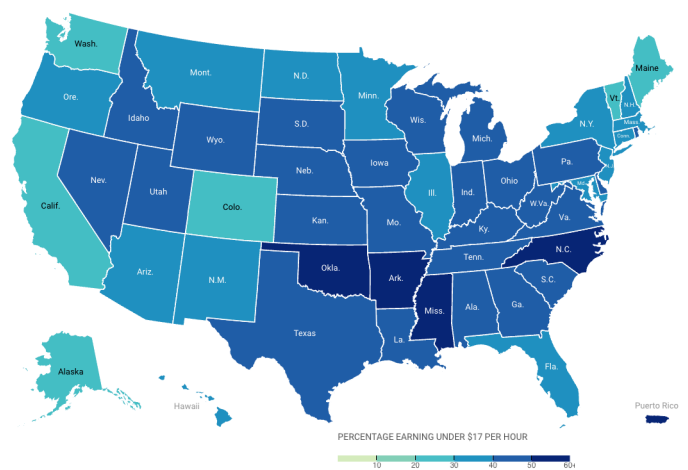 Wash.
Maine
Mont.
N.D.
Minn.
Vt.
N.H.
Ore.
Idaho
S.D.
Wis.
Mich.
N.Y.
Mass.
Conn.
Wyo.
Iowa
Pa.
N.J.
Nev.
Utah
Neb.
Ill.
Ind.
Ohio
Md.
Calif.
Colo.
Kan.
Mo.
W.Va.
Va.
Ky.
Ariz.
N.M.
Okla.
Ark.
Tenn.
N.C.
Texas
La.
Miss.
Ala.
Ga.
S.C.
Fla.
Alaska
Hawaii
Puerto Rico
PERCENTAGE EARNING UNDER $17 PER HOUR
10 20 30 40 50 60+